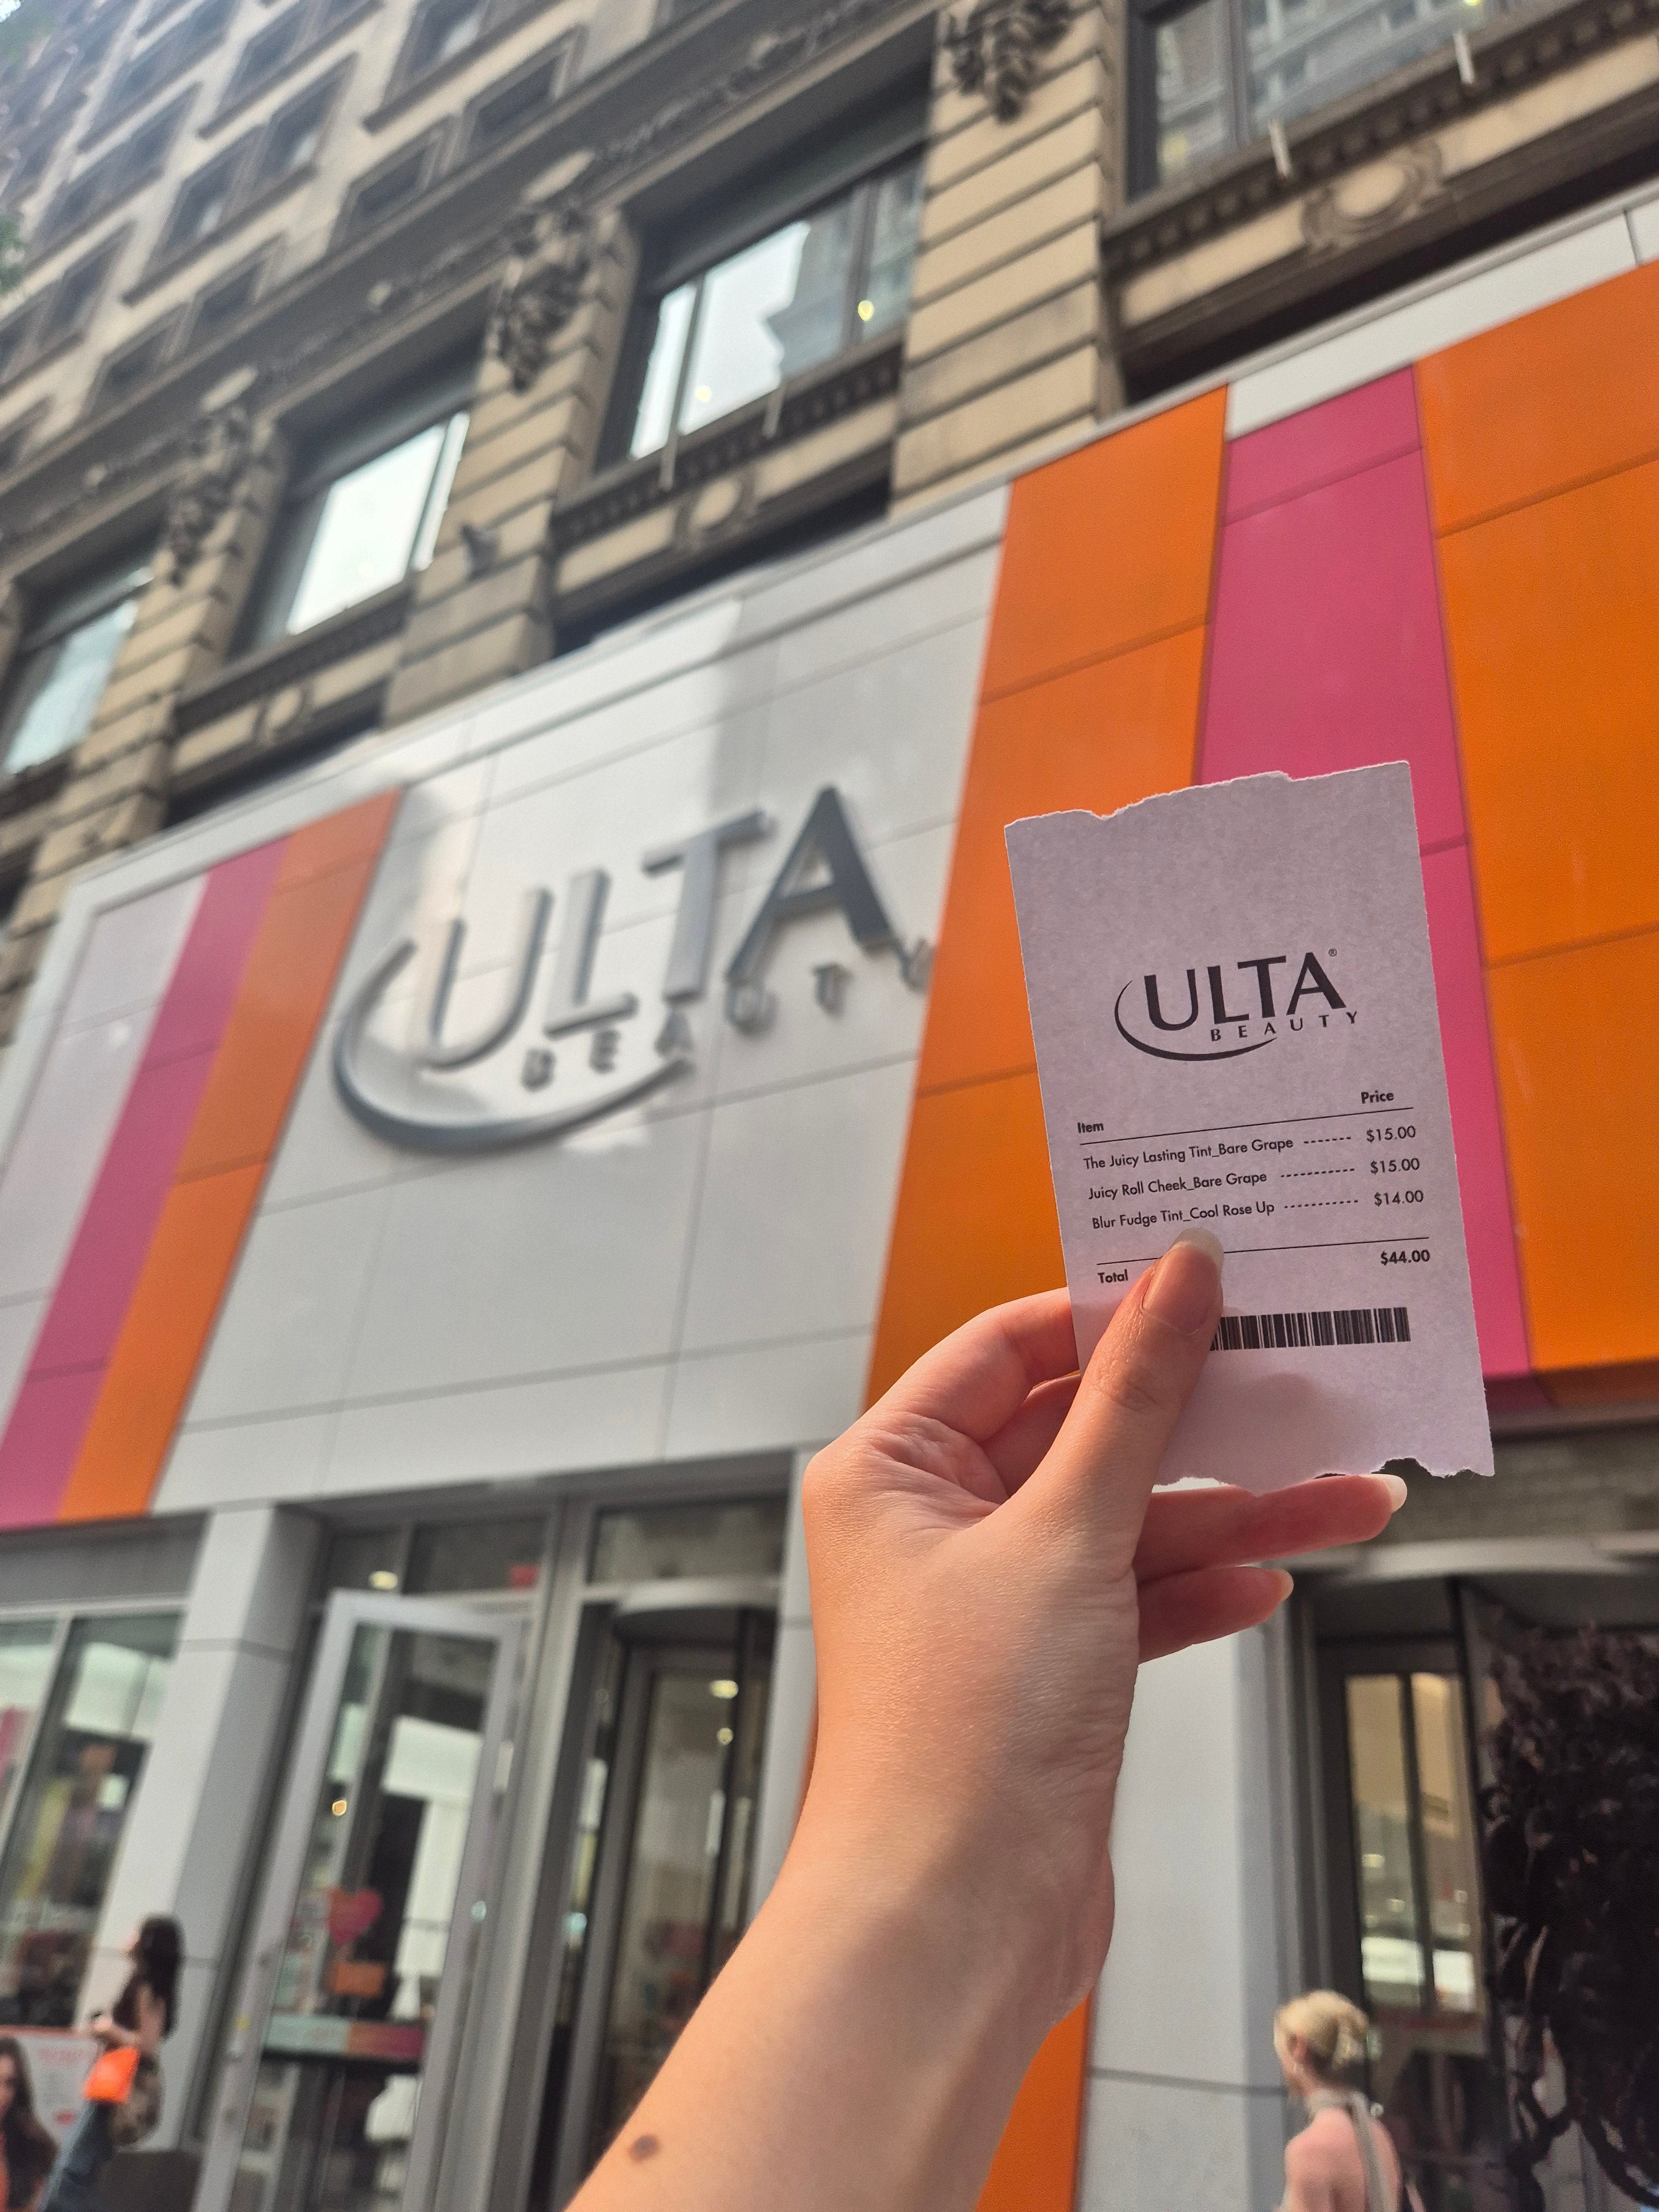 ULTA
BEAUTY
ULTA®
BEAUTY
Item Price
The Juicy Lasting Tint_Bare Grape ------- $15.00
Juicy Roll Cheek_Bare Grape ----------- $15.00
Blur Fudge Tint_Cool Rose Up ----------- $14.00
Total $44.00